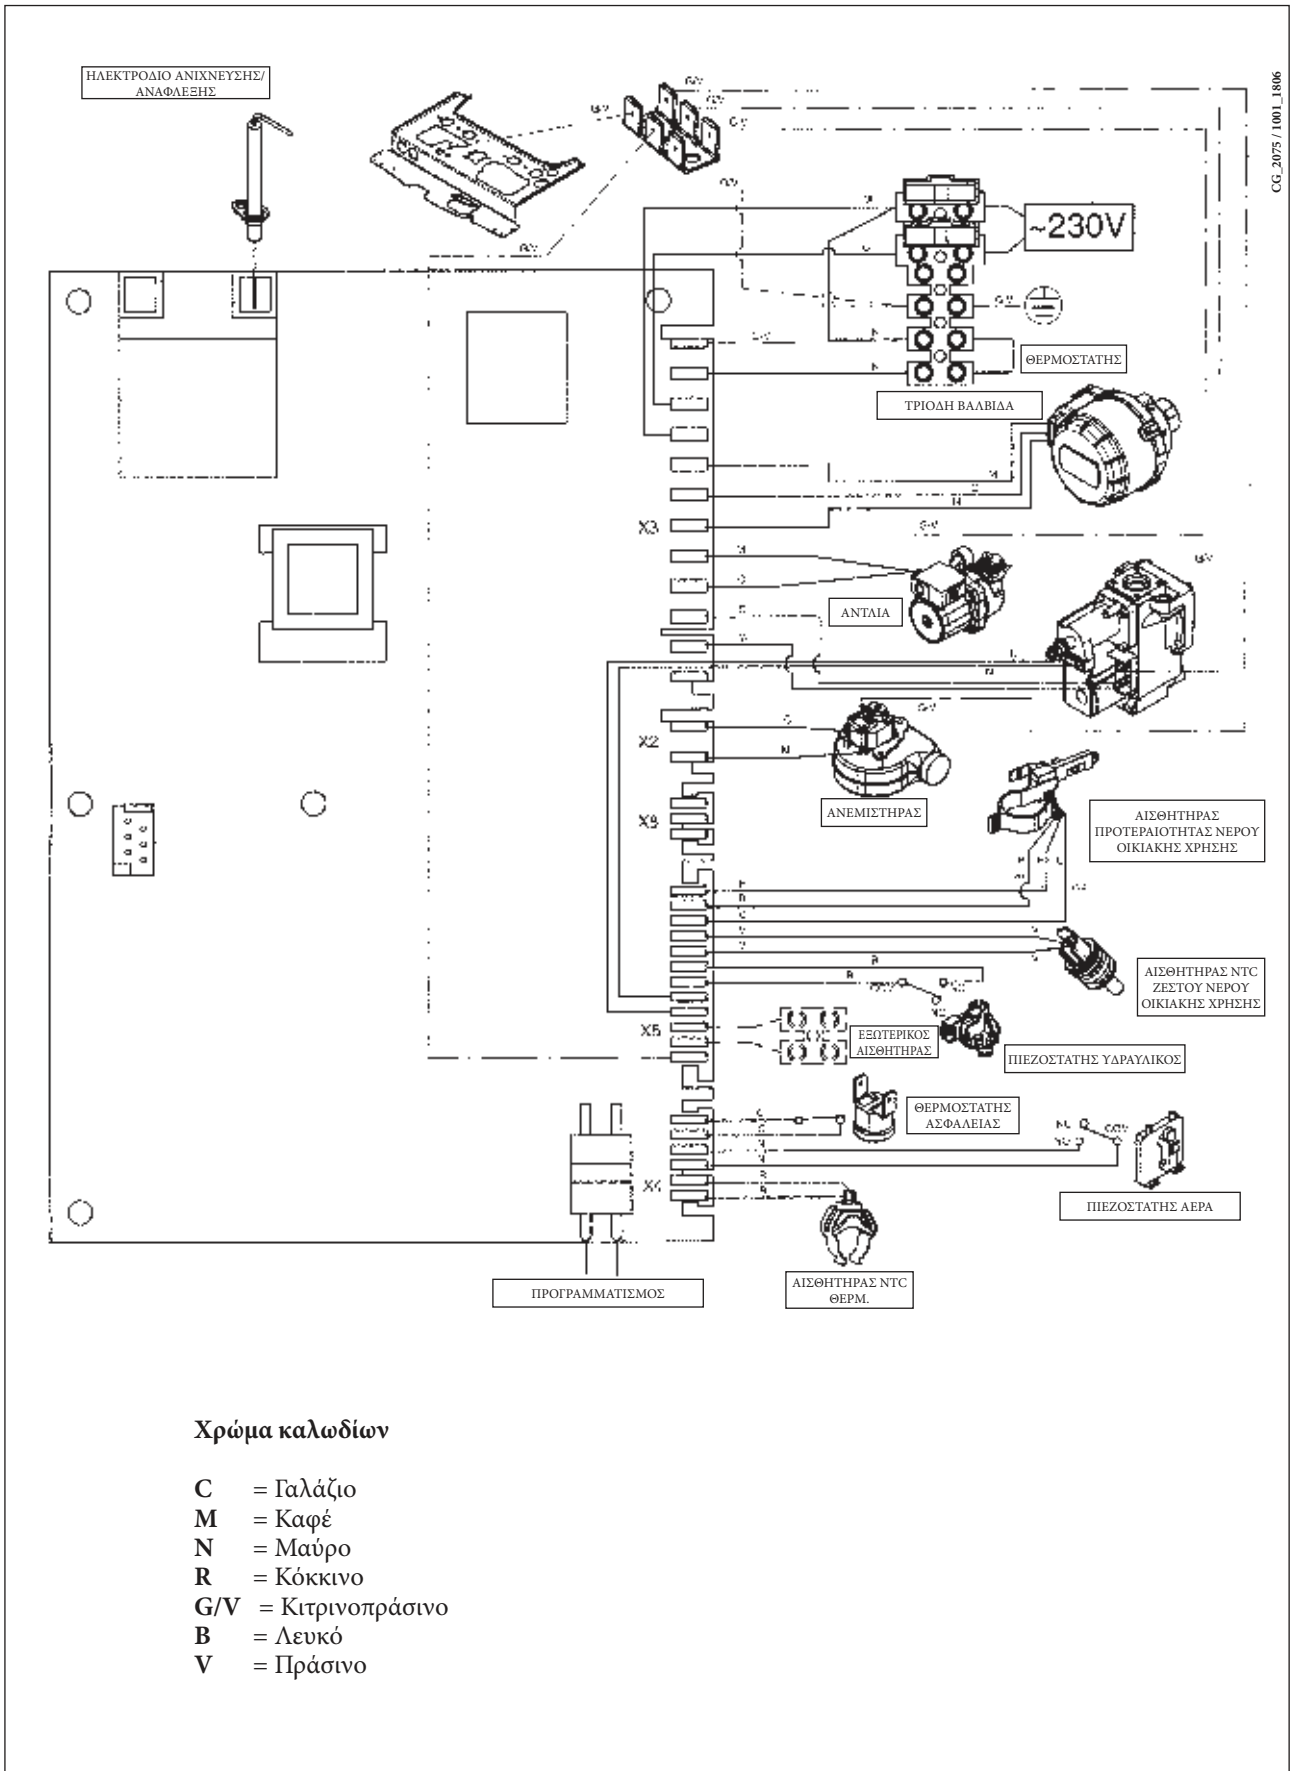 CG_2075 / 1001_1806
ΗΛΕΚΤΡΟΔΙΟ ΑΝΙΧΝΕΥΣΗΣ/
ΑΝΑΦΛΕΞΗΣ
G/V
G/V
G/V
G/V
G/V
G/V
~230V
G/V
ΘΕΡΜΟΣΤΑΤΗΣ
ΤΡΙΟΔΗ ΒΑΛΒΙΔΑ
N
M
N
X3
G/V
M
G/V
C
ΑΝΤΛΙΑ
N
G/V
X2
C
N
ΑΝΕΜΙΣΤΗΡΑΣ
ΑΙΣΘΗΤΗΡΑΣ
ΠΡΟΤΕΡΑΙΟΤΗΤΑΣ ΝΕΡΟΥ
ΟΙΚΙΑΚΗΣ ΧΡΗΣΗΣ
ΑΙΣΘΗΤΗΡΑΣ NTC
ΖΕΣΤΟΥ ΝΕΡΟΥ
ΟΙΚΙΑΚΗΣ ΧΡΗΣΗΣ
X5
ΕΞΩΤΕΡΙΚΟΣ
ΑΙΣΘΗΤΗΡΑΣ
ΠΙΕΖΟΣΤΑΤΗΣ ΥΔΡΑΥΛΙΚΟΣ
ΘΕΡΜΟΣΤΑΤΗΣ
ΑΣΦΑΛΕΙΑΣ
X4
ΠΙΕΖΟΣΤΑΤΗΣ ΑΕΡΑ
ΠΡΟΓΡΑΜΜΑΤΙΣΜΟΣ
ΑΙΣΘΗΤΗΡΑΣ NTC
ΘΕΡΜ.
Χρώμα καλωδίων
C = Γαλάζιο
M = Καφέ
N = Μαύρο
R = Κόκκινο
G/V = Κιτρινοπράσινο
B = Λευκό
V = Πράσινο